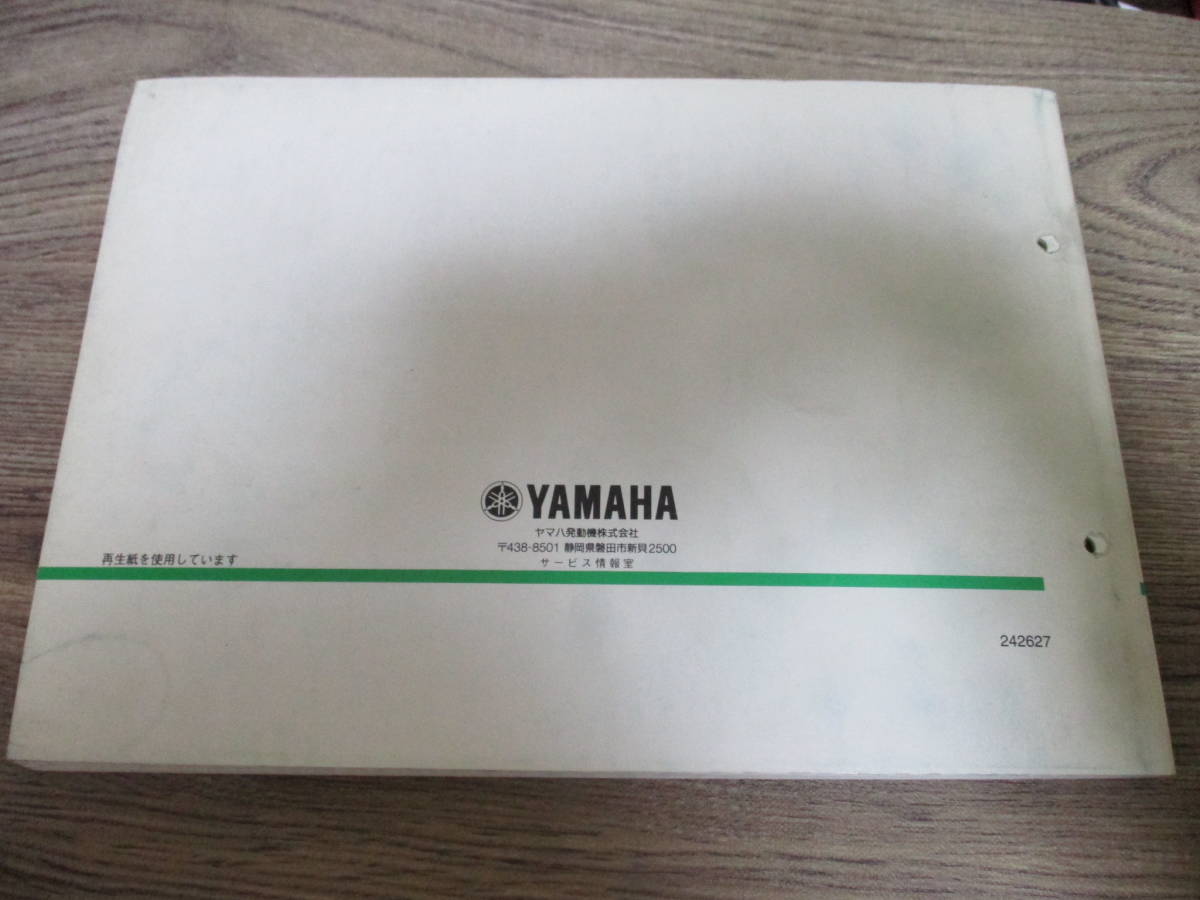 YAMAHA
ヤマハ発動機株式会社
〒438-8501 静岡県磐田市新貝2500
サービス情報室
再生紙を使用しています
242627